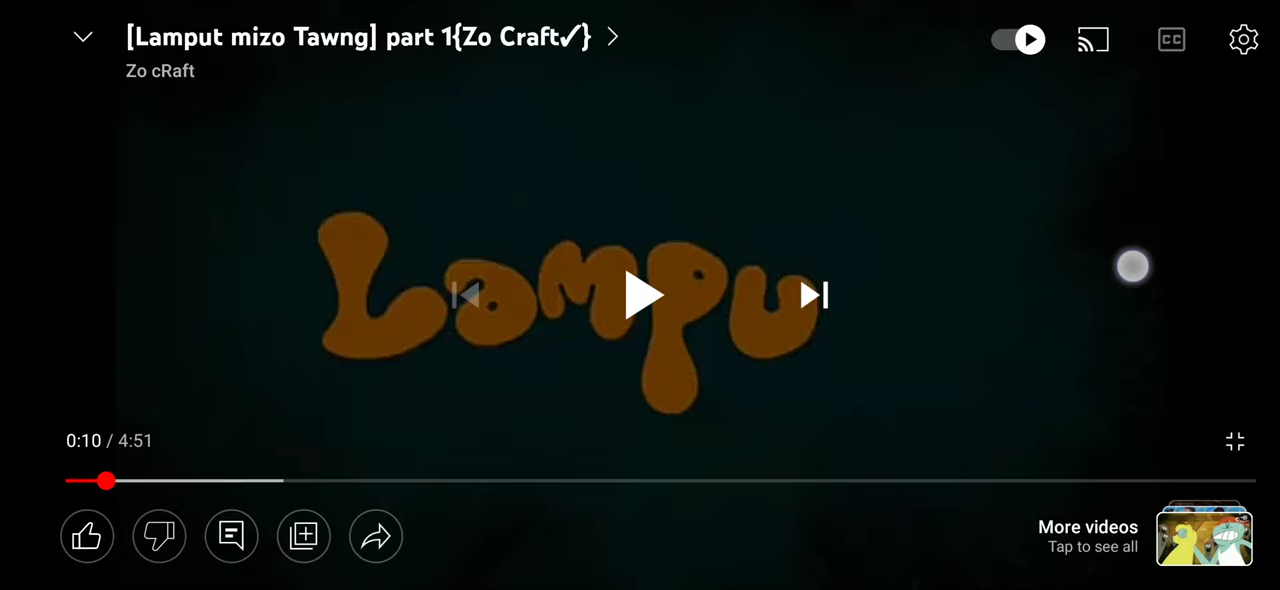 [Lamput mizo Tawng] part 1{Zo Craft✓}
Zo cRaft
CC
Lampu
0:10 / 4:51
More videos
Tap to see all